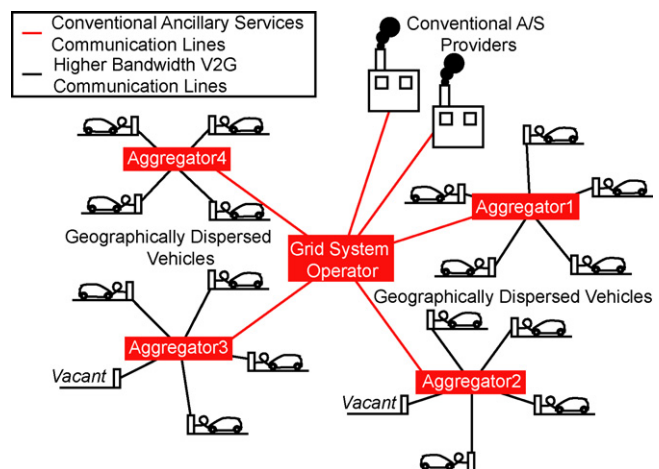 Conventional Ancillary Services
Communication Lines
Higher Bandwidth V2G
Communication Lines
Conventional A/S
Providers
Aggregator4
Aggregator1
Geographically Dispersed
Vehicles
Grid System
Operator
Geographically Dispersed Vehicles
Aggregator3
Vacant
Aggregator2
Vacant